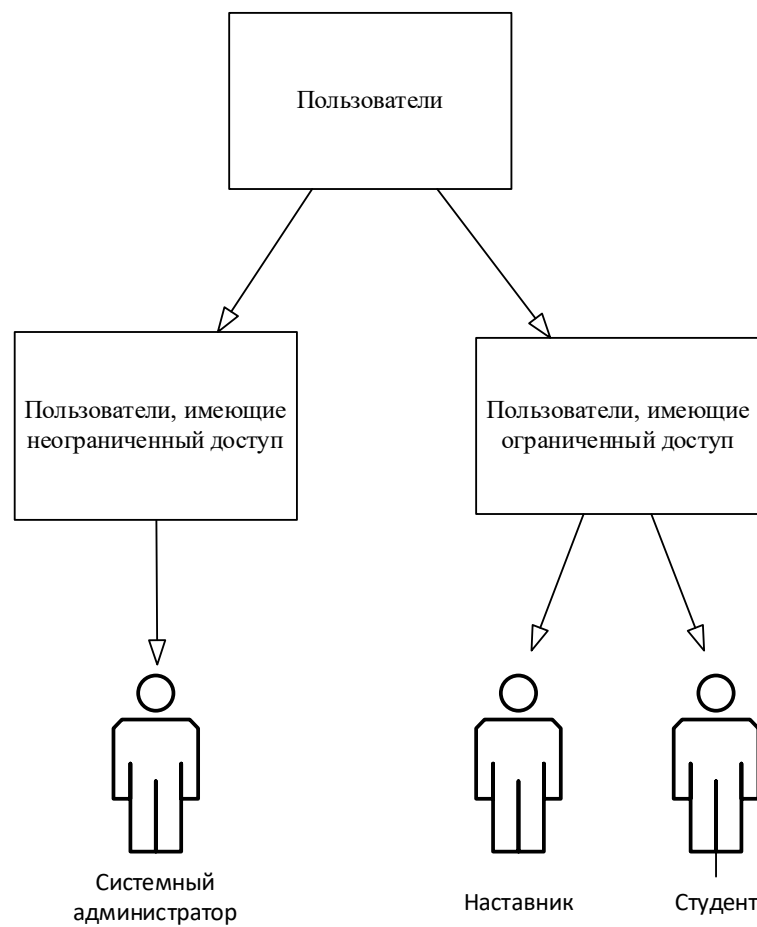 Пользователи
Пользователи, имеющие
неограниченный доступ
Пользователи, имеющие
ограниченный доступ
Системный
администратор
Наставник
Студент